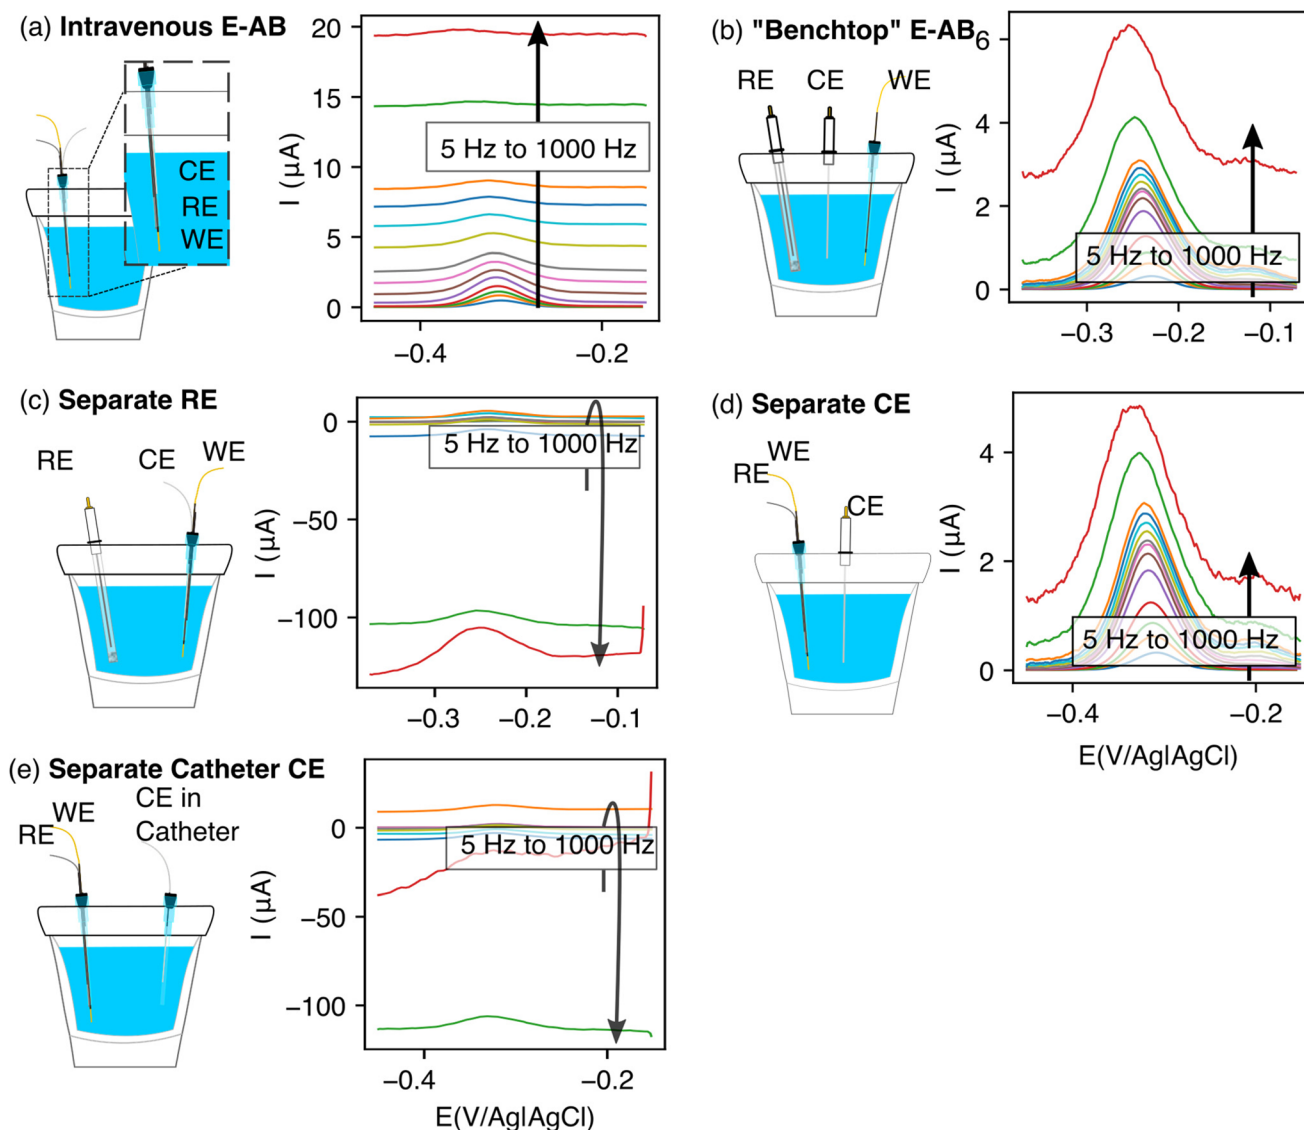 (a) Intravenous E-AB
CE
RE
WE
I (µA)
20
15
10
5
0
5 Hz to 1000 Hz
−0.4
−0.2
(b) "Benchtop" E-AB
RE
CE
WE
I (µA)
6
4
2
0
5 Hz to 1000 Hz
−0.3
−0.2
−0.1
(c) Separate RE
RE
CE
WE
I (µA)
0
−50
−100
5 Hz to 1000 Hz
−0.3
−0.2
−0.1
(d) Separate CE
WE
RE
CE
I (µA)
4
2
0
5 Hz to 1000 Hz
−0.4
−0.2
E(V/Ag|AgCl)
(e) Separate Catheter CE
WE
RE
CE in
Catheter
I (µA)
0
−50
−100
5 Hz to 1000 Hz
−0.4
−0.2
E(V/Ag|AgCl)